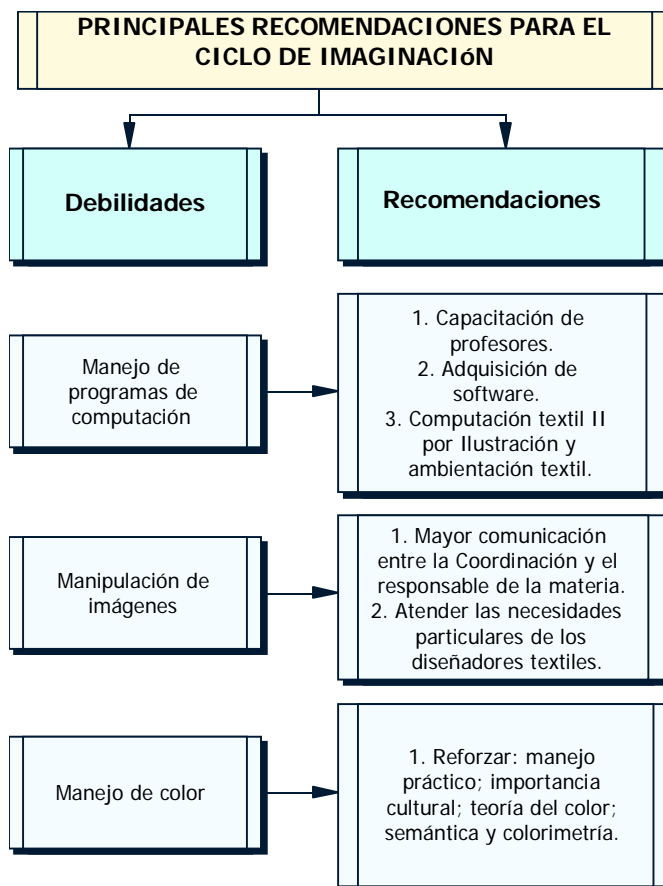 PRINCIPALES RECOMENDACIONES PARA EL
CICLO DE IMAGINACIóN
Debilidades
Recomendaciones
Manejo de
programas de
computación
1. Capacitación de
profesores.
2. Adquisición de
software.
3. Computación textil II
por Ilustración y
ambientación textil.
Manipulación de
imágenes
1. Mayor comunicación
entre la Coordinación y el
responsable de la materia.
2. Atender las necesidades
particulares de los
diseñadores textiles.
Manejo de color
1. Reforzar: manejo
práctico; importancia
cultural; teoría del color;
semántica y colorimetría.